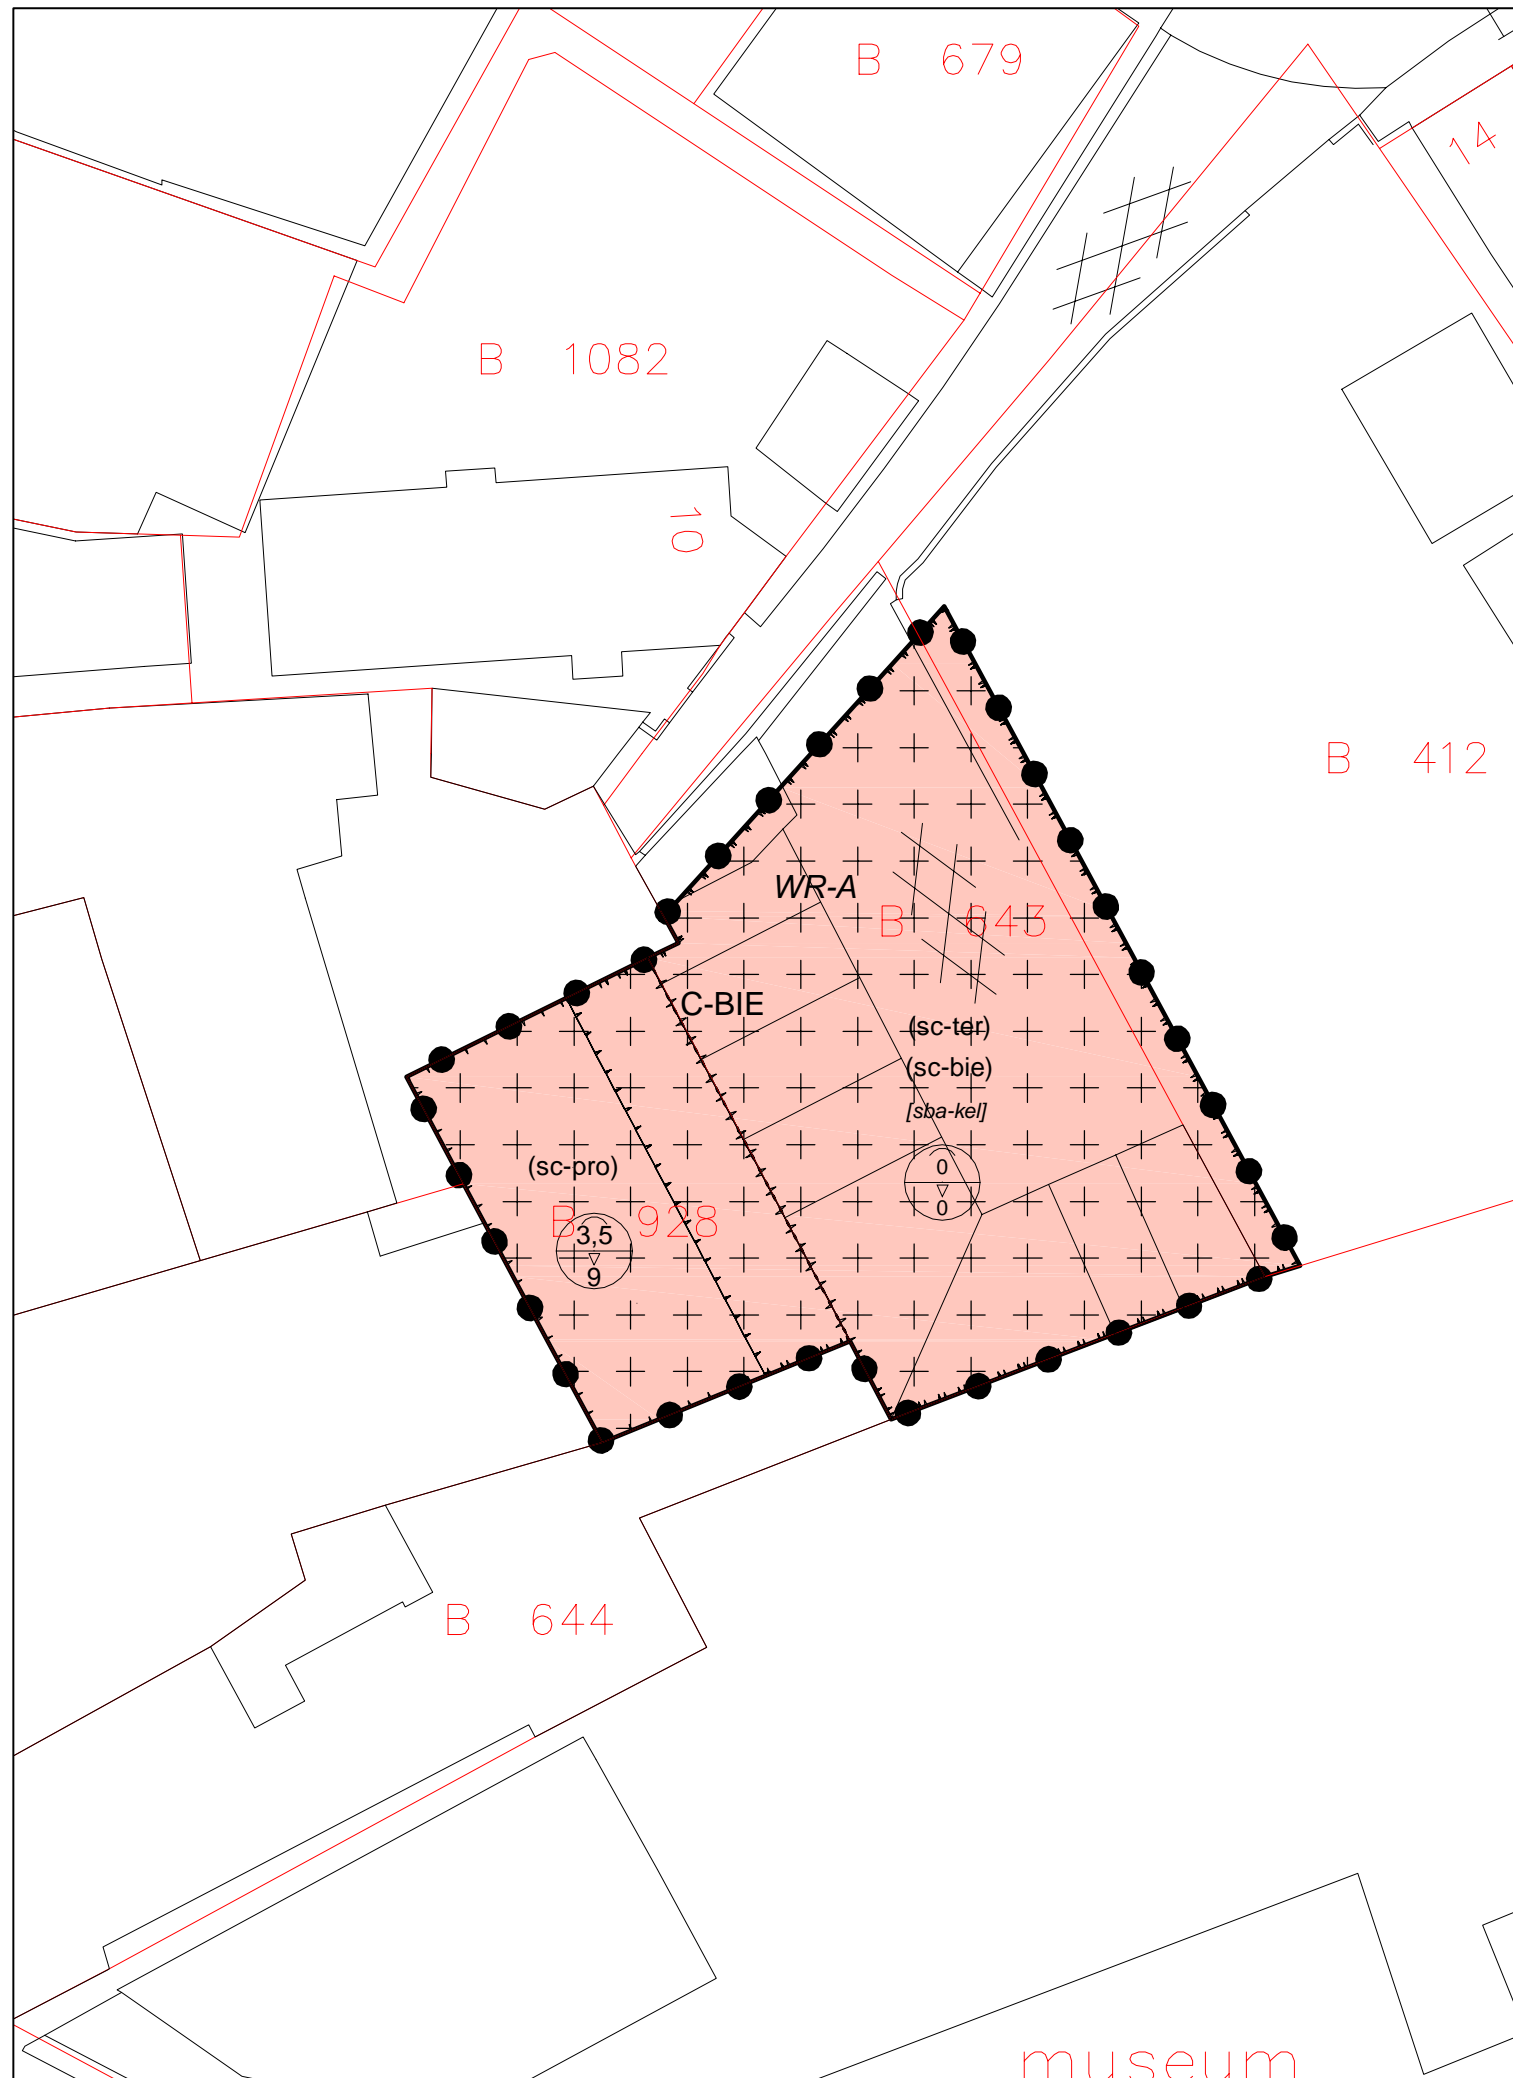 B 679
14
B 1082
10
B 412
WR-A
B 643
C-BIE
(sc-ter)
(sc-bie)
[sba-kel]
(sc-pro)
0
0
B 928
3,5
9
B 644
museum